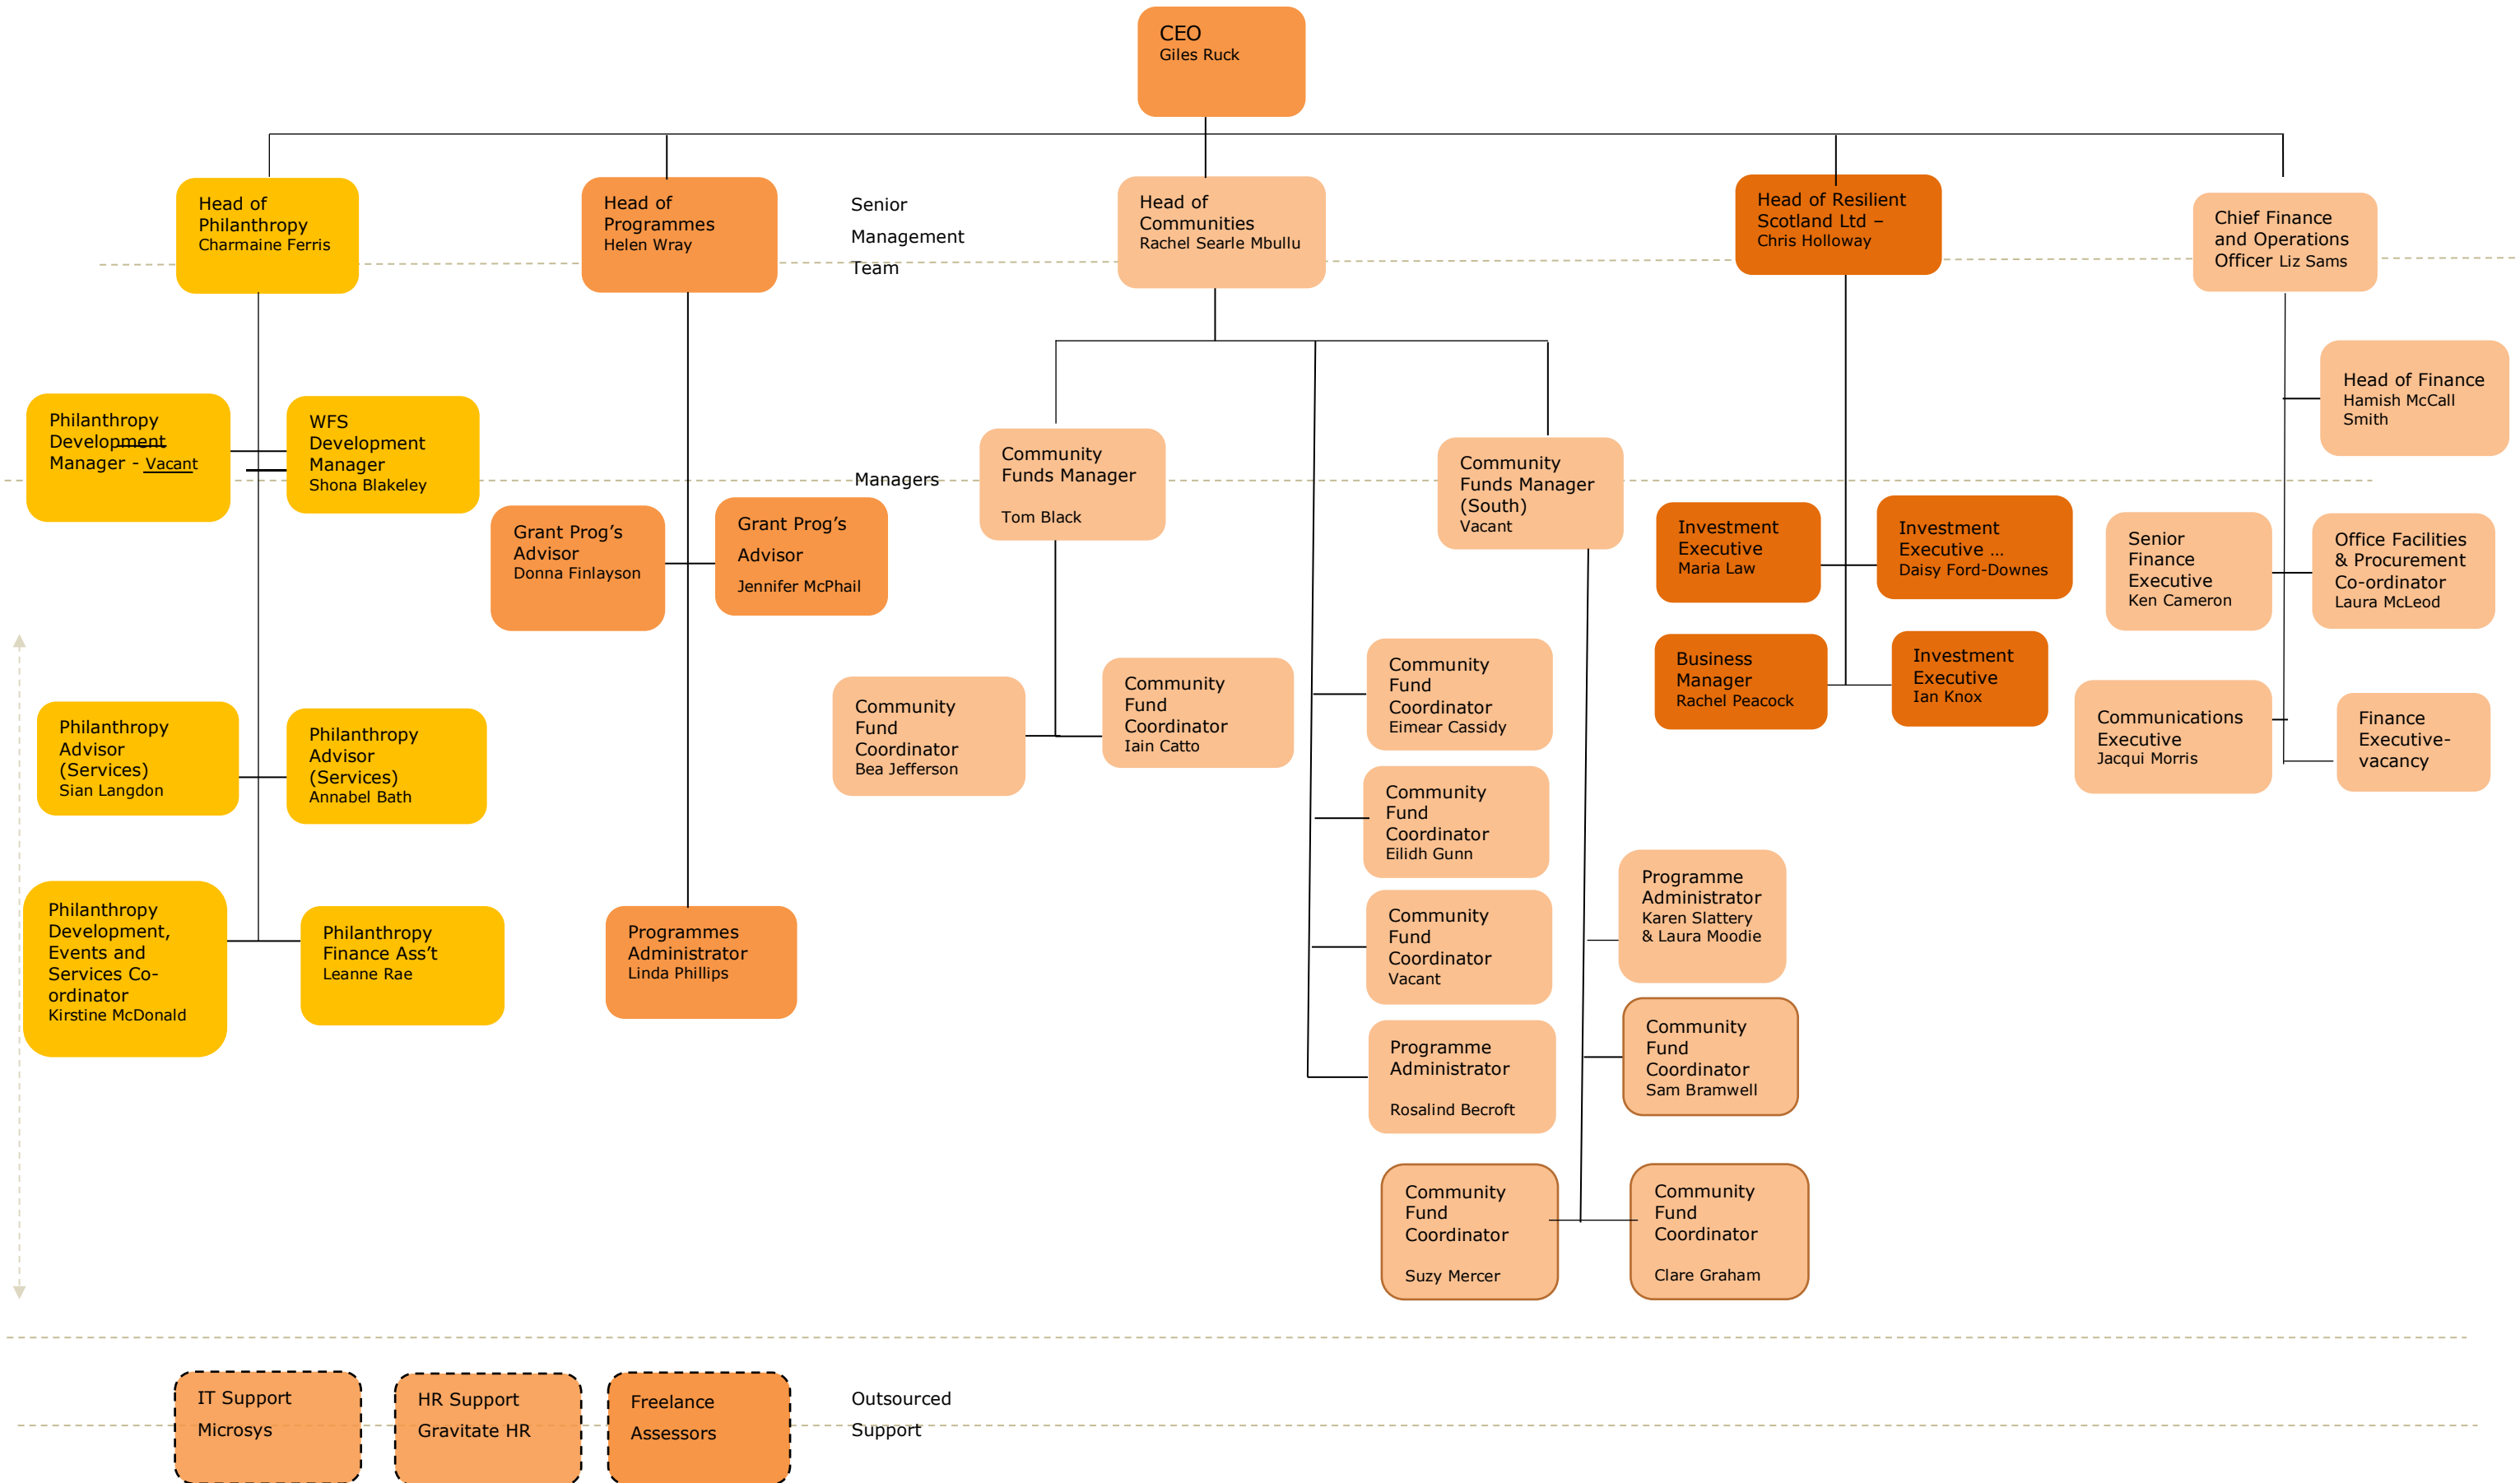 CEO
Giles Ruck
Head of
Philanthropy
Charmaine Ferris
Head of
Programmes
Helen Wray
Senior
Management
Team
Head of
Communities
Rachel Searle Mbullu
Head of Resilient
Scotland Ltd –
Chris Holloway
Chief Finance
and Operations
Officer Liz Sams
Head of Finance
Hamish McCall
Smith
Philanthropy
Development
Manager - Vacant
WFS
Development
Manager
Shona Blakeley
Managers
Community
Funds Manager
Tom Black
Community
Funds Manager
(South)
Vacant
Grant Prog’s
Advisor
Donna Finlayson
Grant Prog’s
Advisor
Jennifer McPhail
Investment
Executive
Maria Law
Investment
Executive …
Daisy Ford-Downes
Senior
Finance
Executive
Ken Cameron
Office Facilities
& Procurement
Co-ordinator
Laura McLeod
Business
Manager
Rachel Peacock
Investment
Executive
Ian Knox
Communications
Executive
Jacqui Morris
Finance
Executive-
vacancy
Philanthropy
Advisor
(Services)
Sian Langdon
Philanthropy
Advisor
(Services)
Annabel Bath
Community
Fund
Coordinator
Bea Jefferson
Community
Fund
Coordinator
Iain Catto
Community
Fund
Coordinator
Eimear Cassidy
Community
Fund
Coordinator
Eilidh Gunn
Community
Fund
Coordinator
Vacant
Programme
Administrator
Rosalind Becroft
Programme
Administrator
Karen Slattery
& Laura Moodie
Community
Fund
Coordinator
Sam Bramwell
Philanthropy
Development,
Events and
Services Co-
ordinator
Kirstine McDonald
Philanthropy
Finance Ass’t
Leanne Rae
Programmes
Administrator
Linda Phillips
Community
Fund
Coordinator
Suzy Mercer
Community
Fund
Coordinator
Clare Graham
IT Support
Microsys
HR Support
Gravitate HR
Freelance
Assessors
Outsourced
Support